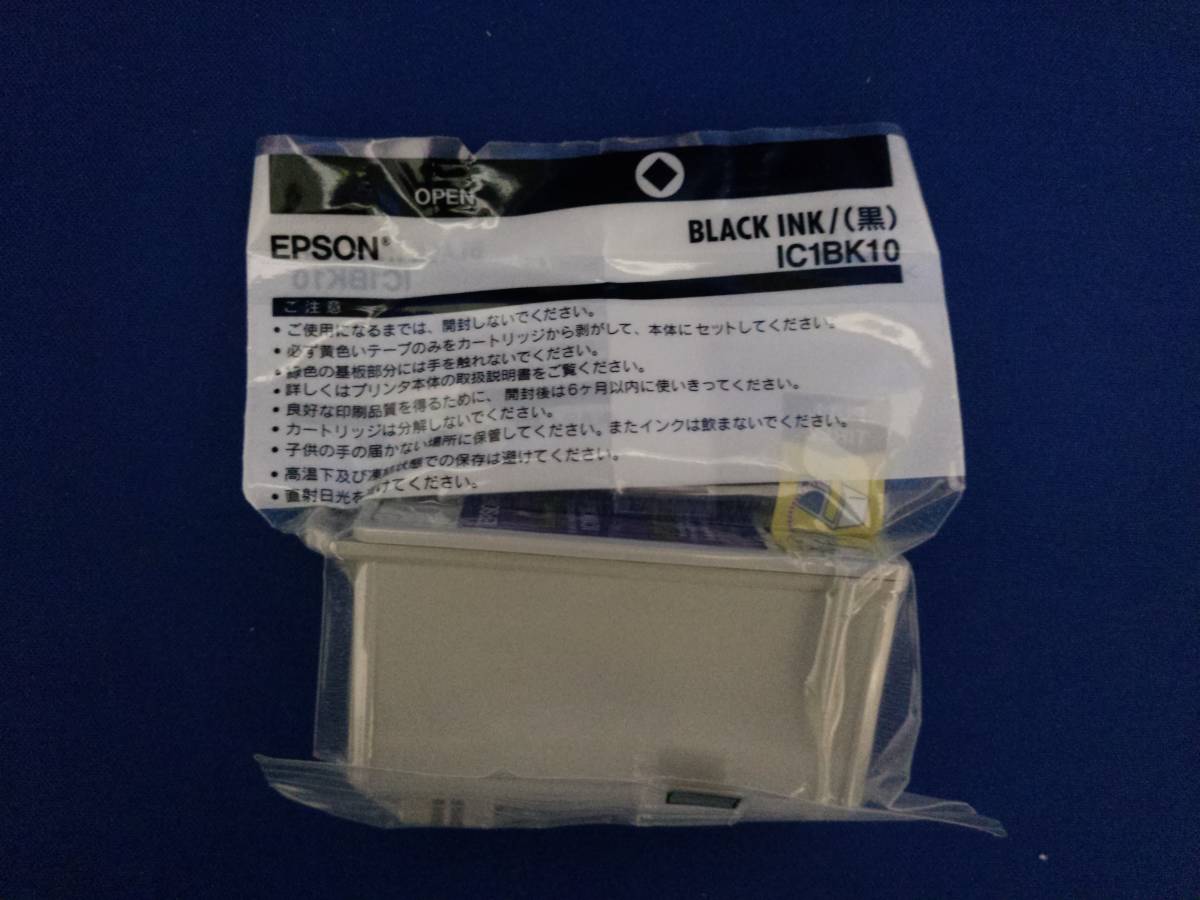 OPEN
EPSON®
BLACK INK/(黒)
IC1BK10
ご注意
• ご使用になるまでは、開封しないでください。
• 必ず黄色いテープのみをカートリッジから剥がして、本体にセットしてください。
• 緑色の基板部分には手を触れないでください。
• 詳しくはプリンタ本体の取扱説明書をご覧ください。
• 良好な印刷品質を得るために、開封後は6ヶ月以内に使いきってください。
• カートリッジは分解しないでください。
• 子供の手の届かない場所に保管してください。またインクは飲まないでください。
• 高温下及び凍結状態での保存は避けてください。
• 直射日光を けてください。
EPSON